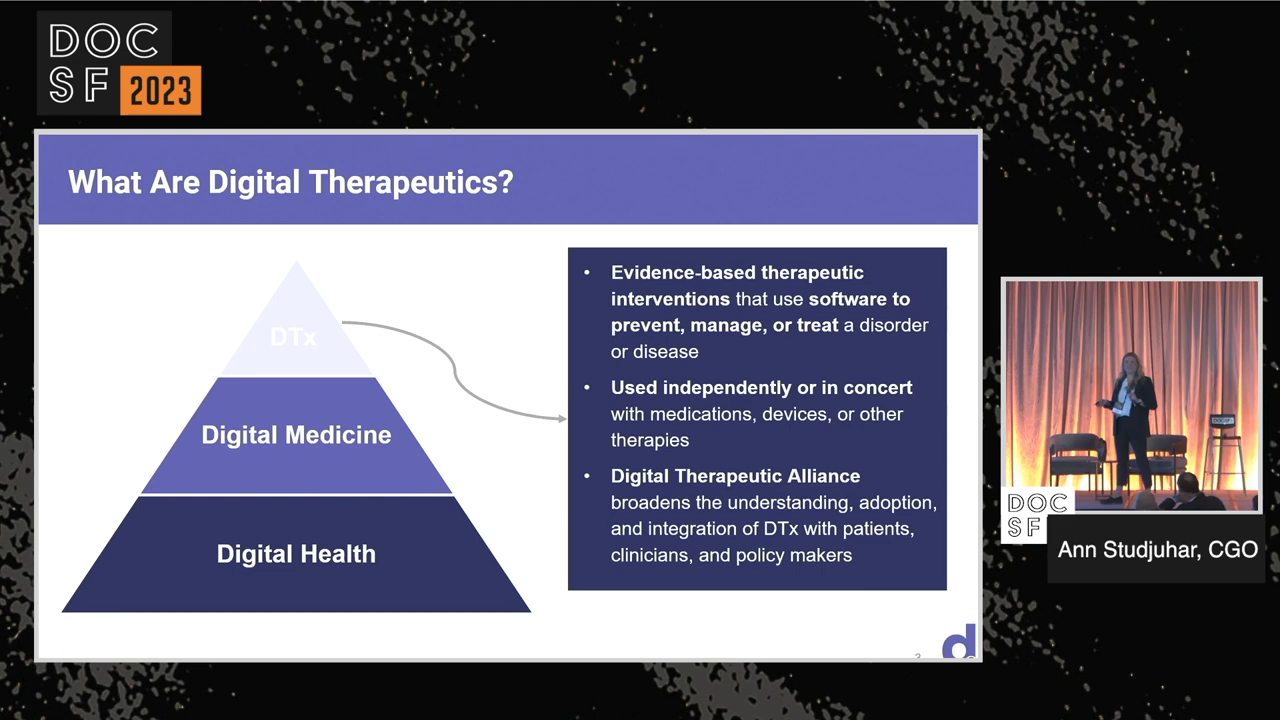 DOC
SF 2023
What Are Digital Therapeutics?
DTx
Digital Medicine
Digital Health
• Evidence-based therapeutic
interventions that use software to
prevent, manage, or treat a disorder
or disease
• Used independently or in concert
with medications, devices, or other
therapies
• Digital Therapeutic Alliance
broadens the understanding, adoption,
and integration of DTx with patients,
clinicians, and policy makers
3
d
DOC
SF
Ann Studjuhar, CGO